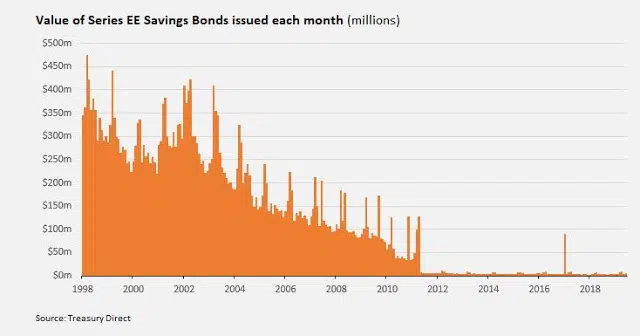 Value of Series EE Savings Bonds issued each month (millions)
$500m
$450m
$400m
$350m
$300m
$250m
$200m
$150m
$100m
$50m
$0m
1998 2000 2002 2004 2006 2008 2010 2012 2014 2016 2018
Source: Treasury Direct